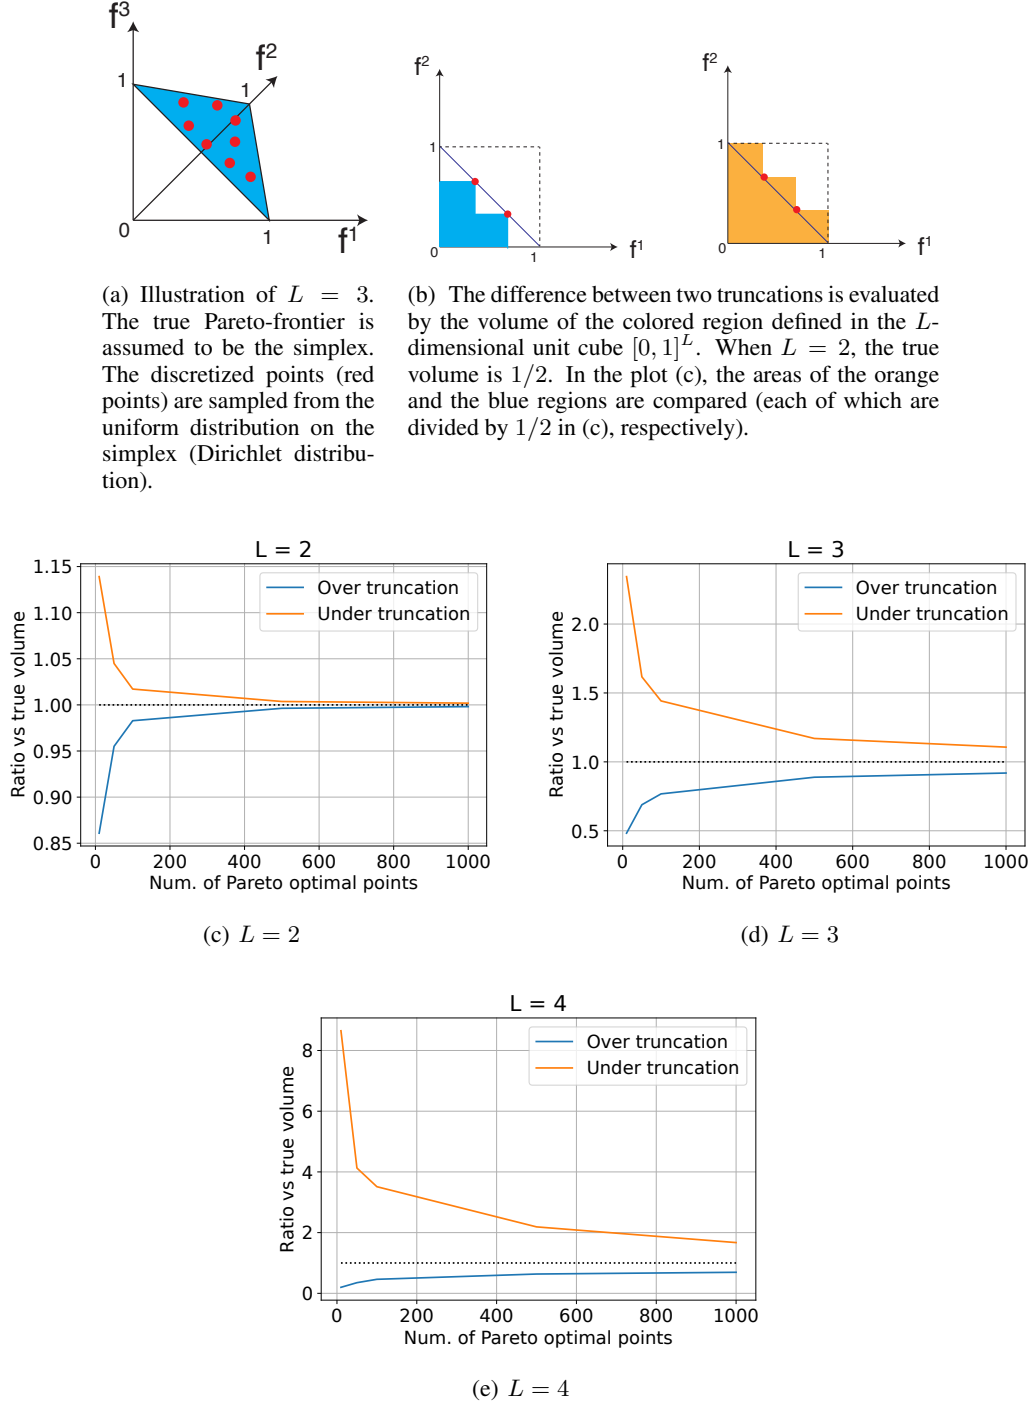 f³
f²
1
1
0
1
f¹
f²
1
0
1
f¹
f²
1
0
1
f¹
(a) Illustration of L = 3.
The true Pareto-frontier is
assumed to be the simplex.
The discretized points (red
points) are sampled from the
uniform distribution on the
simplex (Dirichlet distribu-
tion).
(b) The difference between two truncations is evaluated
by the volume of the colored region defined in the L-
dimensional unit cube [0, 1]^L. When L = 2, the true
volume is 1/2. In the plot (c), the areas of the orange
and the blue regions are compared (each of which are
divided by 1/2 in (c), respectively).
L = 2
Over truncation
Under truncation
Ratio vs true volume
1.15
1.10
1.05
1.00
0.95
0.90
0.85
0 200 400 600 800 1000
Num. of Pareto optimal points
(c) L = 2
L = 3
Over truncation
Under truncation
Ratio vs true volume
2.0
1.5
1.0
0.5
0 200 400 600 800 1000
Num. of Pareto optimal points
(d) L = 3
L = 4
Over truncation
Under truncation
Ratio vs true volume
8
6
4
2
0
0 200 400 600 800 1000
Num. of Pareto optimal points
(e) L = 4